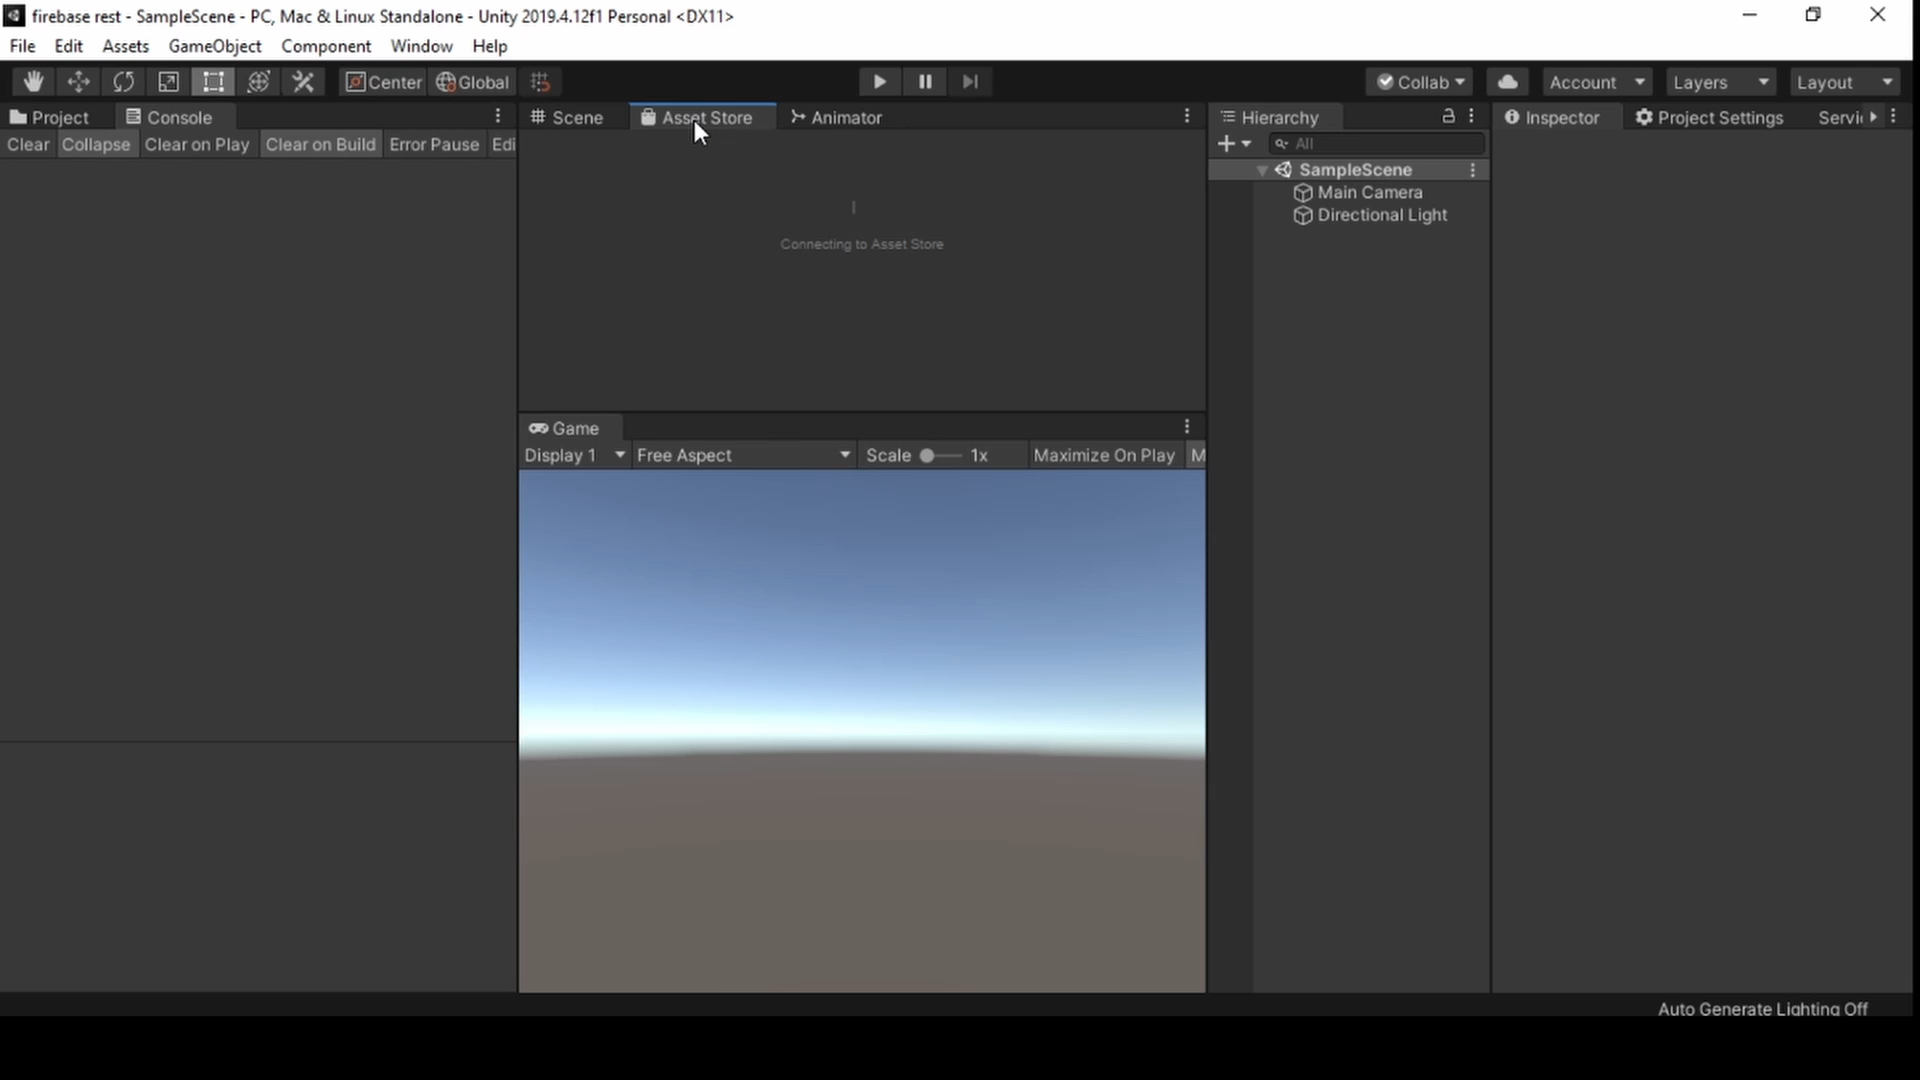 firebase rest - SampleScene - PC, Mac & Linux Standalone - Unity 2019.4.12f1 Personal <DX11>
File Edit Assets GameObject Component Window Help
Center Global Collab Account Layers Layout
Project Console Scene Asset Store Animator Hierarchy Inspector Project Settings Servi
Clear Collapse Clear on Play Clear on Build Error Pause Edi All
SampleScene
Main Camera
Directional Light
Connecting to Asset Store
Game
Display 1 Free Aspect Scale 1x Maximize On Play M
Auto Generate Lighting Off